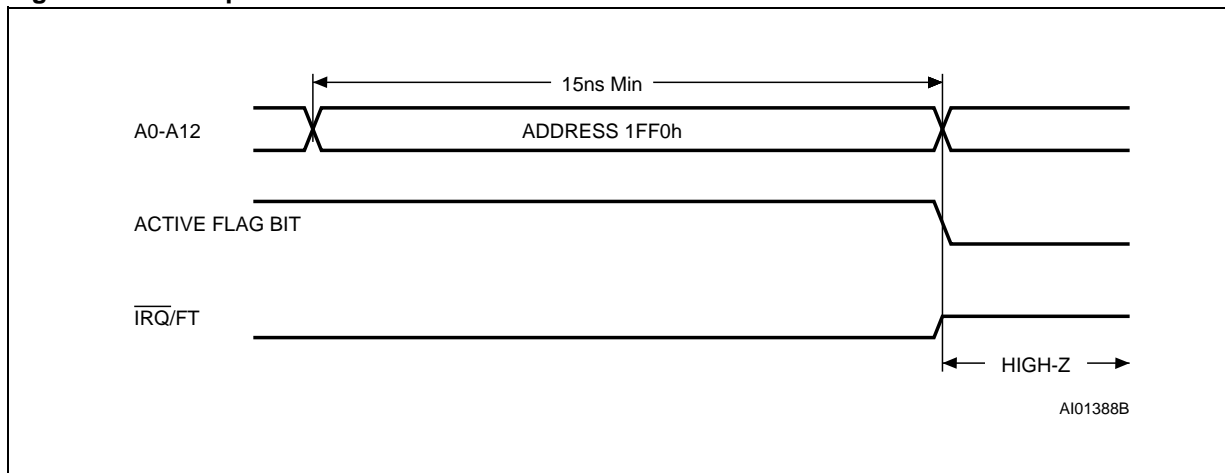 15ns Min
A0-A12
ADDRESS 1FF0h
ACTIVE FLAG BIT
IRQ/FT
HIGH-Z
AI01388B